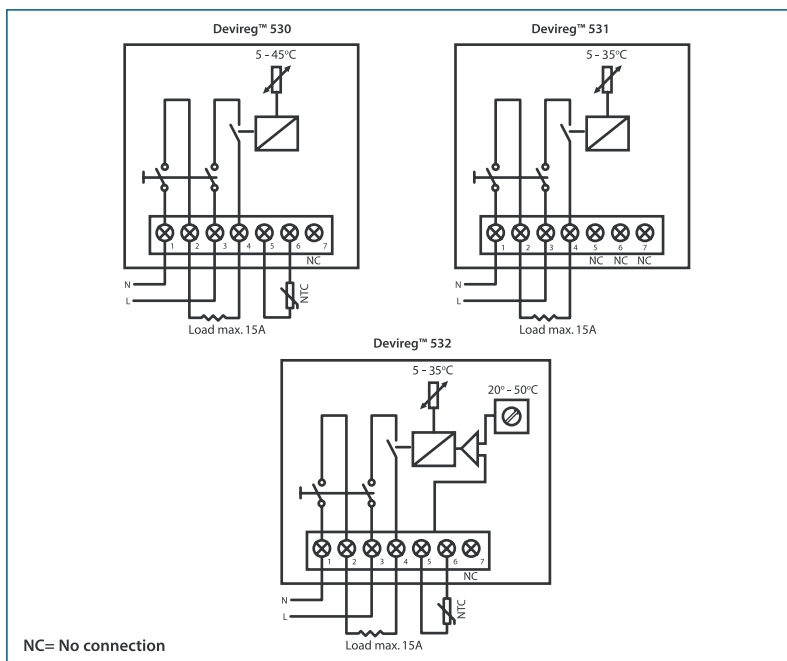 Devireg™ 530
5 - 45°C
1 2 3 4 5 6 7
NC
N
L
NTC
Load max. 15A
Devireg™ 531
5 - 35°C
1 2 3 4 5 6 7
NC NC NC
N
L
Load max. 15A
Devireg™ 532
5 - 35°C
20° - 50°C
1 2 3 4 5 6 7
NC
N
L
NTC
Load max. 15A
NC= No connection